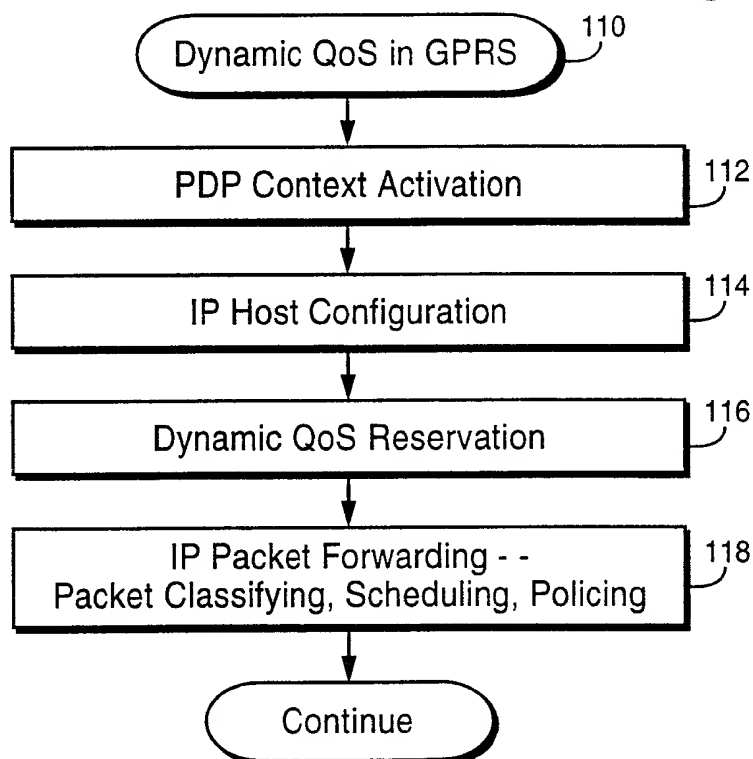 Dynamic QoS in GPRS
110
PDP Context Activation
112
IP Host Configuration
114
Dynamic QoS Reservation
116
IP Packet Forwarding - -
Packet Classifying, Scheduling, Policing
118
Continue